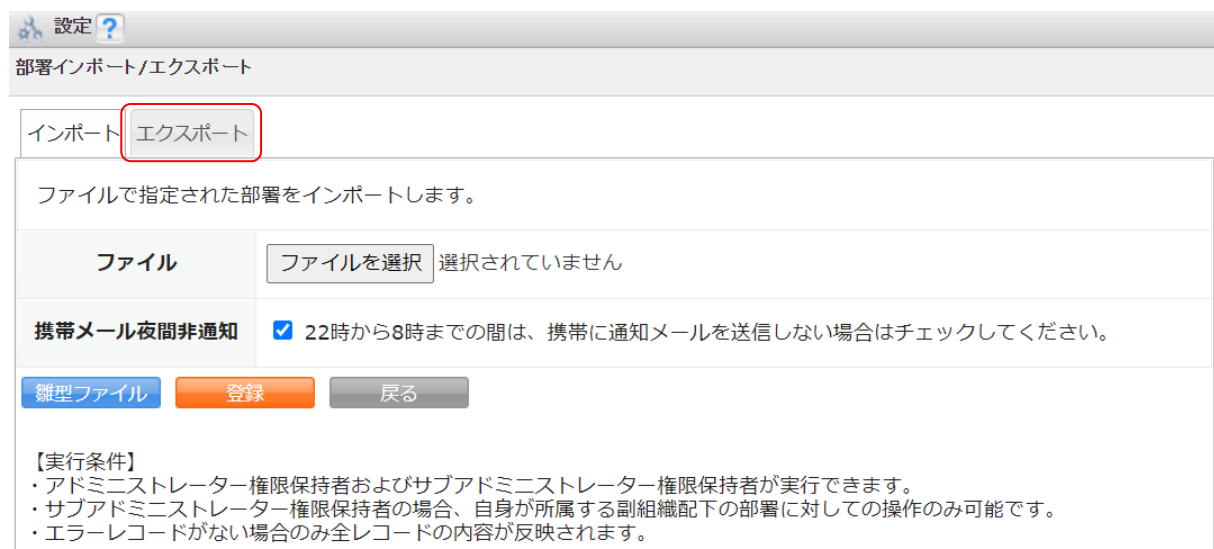 設定 ?
部署インポート/エクスポート
インポート エクスポート
ファイルで指定された部署をインポートします。
ファイル ファイルを選択 選択されていません
携帯メール夜間非通知 22時から8時までの間は、携帯に通知メールを送信しない場合はチェックしてください。
雛型ファイル 登録 戻る
【実行条件】
・アドミニストレーター権限保持者およびサブアドミニストレーター権限保持者が実行できます。
・サブアドミニストレーター権限保持者の場合、自身が所属する副組織配下の部署に対しての操作のみ可能です。
・エラーレコードがない場合のみ全レコードの内容が反映されます。